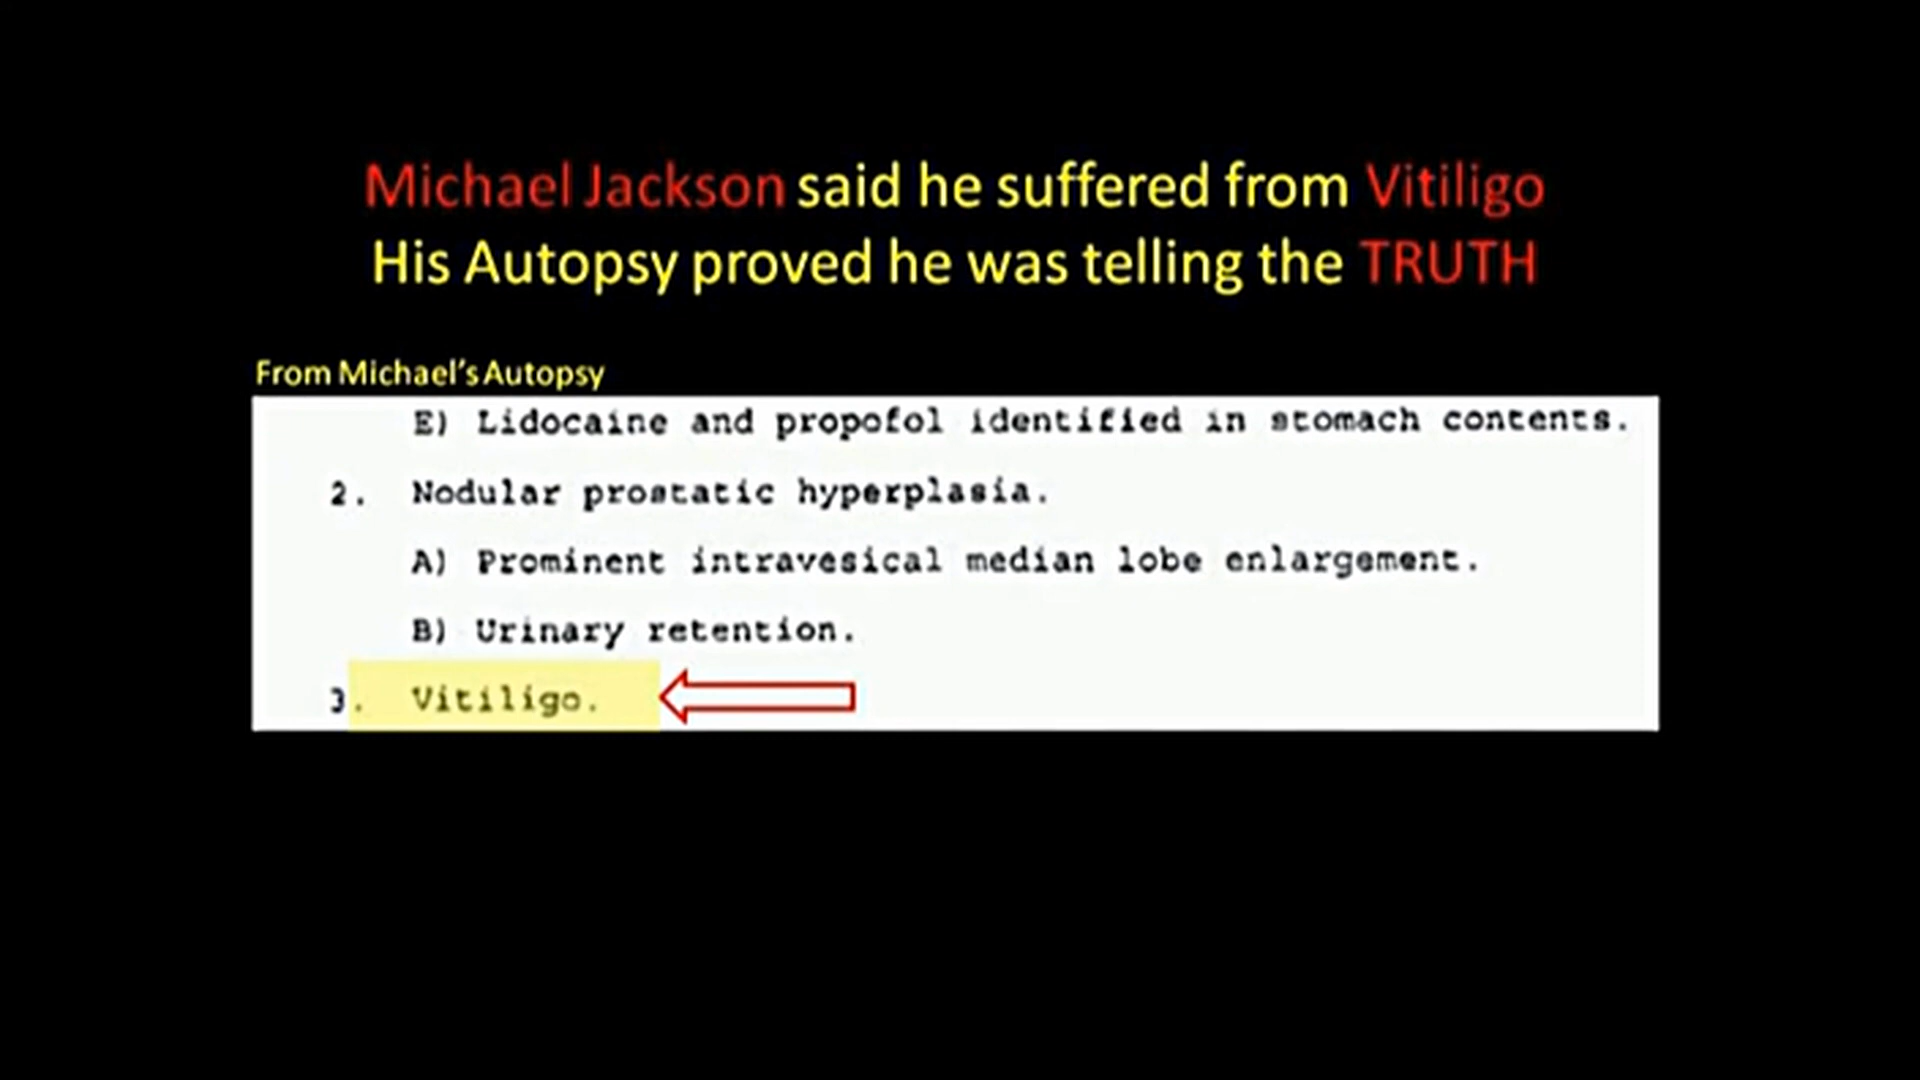 Michael Jackson said he suffered from Vitiligo
His Autopsy proved he was telling the TRUTH
From Michael's Autopsy
E) Lidocaine and propofol identified in stomach contents.
2. Nodular prostatic hyperplasia.
A) Prominent intravesical median lobe enlargement.
B) Urinary retention.
3. Vitiligo.